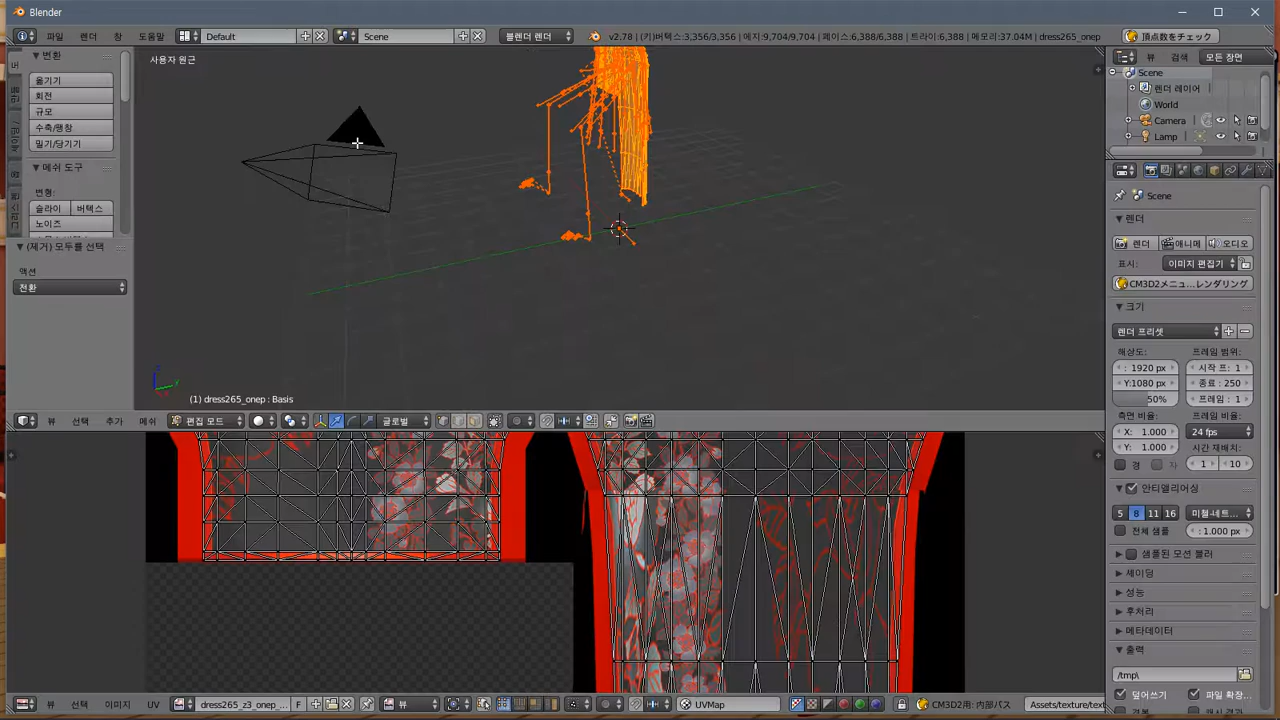 Blender
파일
렌더
창
도움말
Default
Scene
블렌더 렌더
v2.78 | (키)버텍스:3,356/3,356 | 에지:9,704/9,704 | 페이스:6,388/6,388 | 트라이:6,388 | 메모리:37.04M | dress265_onep
頂点数をチェック
변환
옮기기
회전
규모
수축/팽창
밀기/당기기
메쉬 도구
변형:
슬라이
버텍스
노이즈
(제거) 모두를 선택
액션
전환
사용자 원근
(1) dress265_onep : Basis
뷰
선택
추가
메쉬
편집 모드
글로벌
뷰
검색
모든 장면
Scene
렌더 레이어
World
Camera
Lamp
Scene
렌더
렌더
애니메
오디오
표시:
이미지 편집기
CM3D2メニュ...レンダリング
크기
렌더 프리셋
해상도:
프레임 범위:
: 1920 px
시작 프: 1
Y:1080 px
종료: 250
50%
프레임 : 1
측면 비율:
프레임 비율:
X: 1.000
24 fps
Y: 1.000
시간 재배치:
경
자
1
10
안티앨리어싱
5
8
11
16
미첼-네트...
전체 샘플
: 1.000 px
샘플된 모션 블러
셰이딩
성능
후처리
메타데이터
출력
/tmp\
덮어쓰기
파일 확장...
뷰
선택
이미지
UV
dress265_z3_onep_...
F
뷰
UVMap
CM3D2用: 内部パス
Assets/texture/text